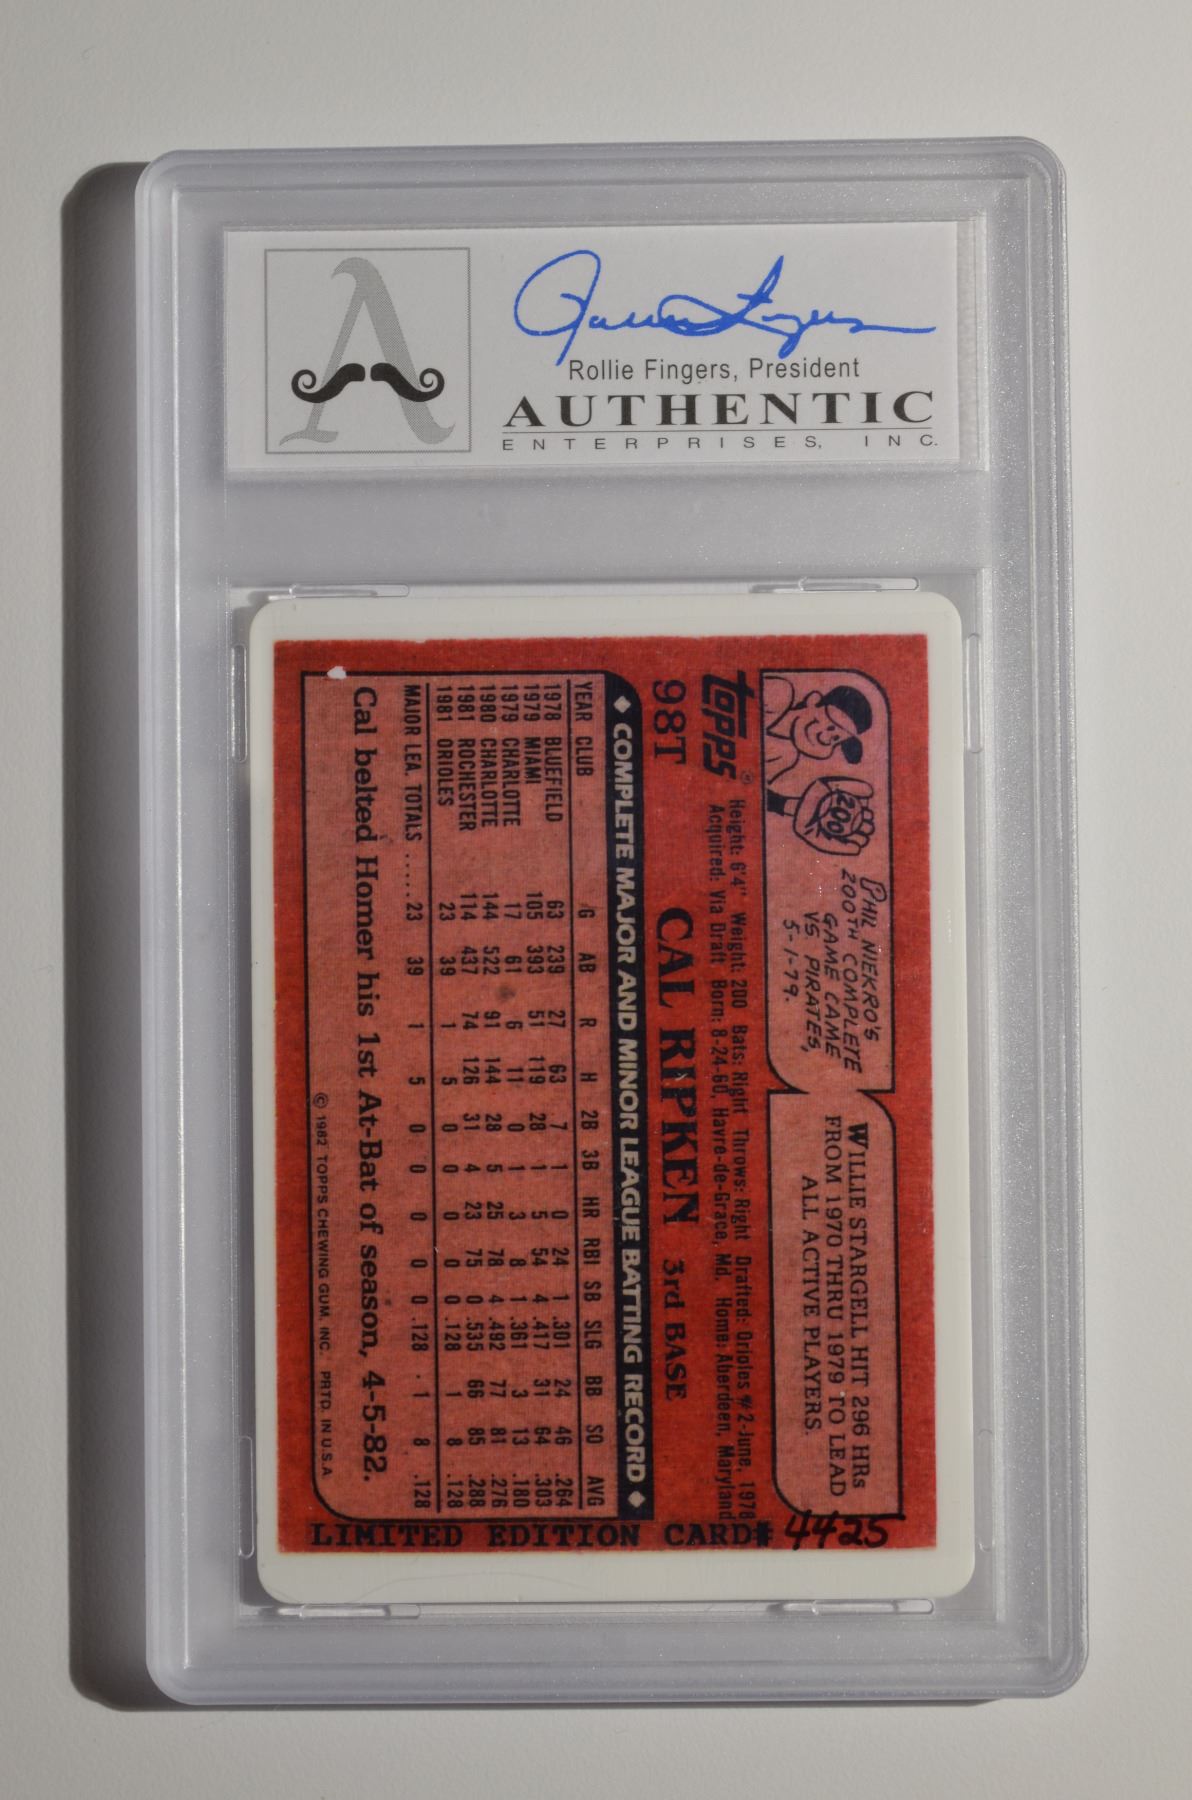 Rollie Fingers
Rollie Fingers, President
AUTHENTIC
ENTERPRISES, INC.
PHIL NIEKRO'S
200TH COMPLETE
GAME CAME
VS. PIRATES,
5-1-79.
200
WILLIE STARGELL HIT 296 HRs
FROM 1970 THRU 1979 TO LEAD
ALL ACTIVE PLAYERS.
topps®
Height: 6'4" Weight: 200 Bats: Right Throws: Right Drafted: Orioles #2-June, 1978
Acquired: Via Draft Born: 8-24-60, Havre-de-Grace, Md. Home: Aberdeen, Maryland
98T CAL RIPKEN 3rd BASE
◆ COMPLETE MAJOR AND MINOR LEAGUE BATTING RECORD ◆
YEAR CLUB G AB R H 2B 3B HR RBI SB SLG BB SO AVG
1978 BLUEFIELD 63 239 27 63 7 1 0 24 1 .301 24 46 .264
1979 MIAMI 105 393 51 119 28 1 5 54 4 .417 31 64 .303
1979 CHARLOTTE 17 61 6 11 0 1 3 8 1 .361 3 13 .180
1980 CHARLOTTE 144 522 91 144 28 5 25 78 4 .492 77 81 .276
1981 ROCHESTER 114 437 74 126 31 4 23 75 0 .535 66 85 .288
1981 ORIOLES 23 39 1 5 0 0 0 0 0 .128 1 8 .128
MAJOR LEA. TOTALS ..... 23 39 1 5 0 0 0 0 0 .128 1 8 .128
Cal belted Homer his 1st At-Bat of season, 4-5-82.
© 1982 TOPPS CHEWING GUM, INC. PRTD. IN U.S.A
LIMITED EDITION CARD# 4425